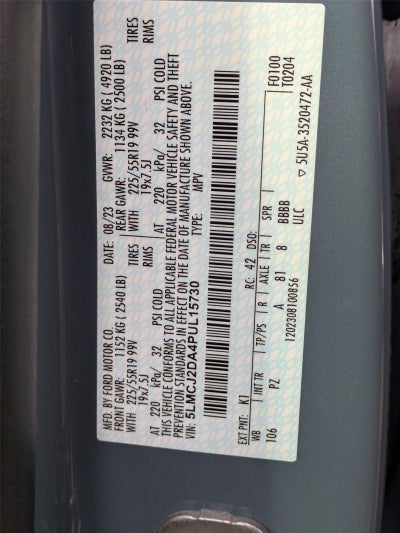 MFD. BY FORD MOTOR CO. DATE: 08/23 GVWR: 2232 KG ( 4920 LB)
FRONT GAWR: 1152 KG ( 2540 LB) REAR GAWR: 1134 KG ( 2500 LB)
WITH 225/55R19 99V TIRES WITH 225/55R19 99V TIRES
19x7.5J RIMS 19x7.5J RIMS
AT 220 kPa/ 32 PSI COLD AT 220 kPa/ 32 PSI COLD
THIS VEHICLE CONFORMS TO ALL APPLICABLE FEDERAL MOTOR VEHICLE SAFETY AND THEFT
PREVENTION STANDARDS IN EFFECT ON THE DATE OF MANUFACTURE SHOWN ABOVE.
VIN: 5LMCJ2DA4PUL15730 TYPE: MPV
F0100
T0204
EXT PNT: KJ RC: 42 DSO:
WB INT TR TP/PS R AXLE TR SPR
106 PZ A 81 8 BBBB
ULC
1202308100856
5U5A-3520472-AA